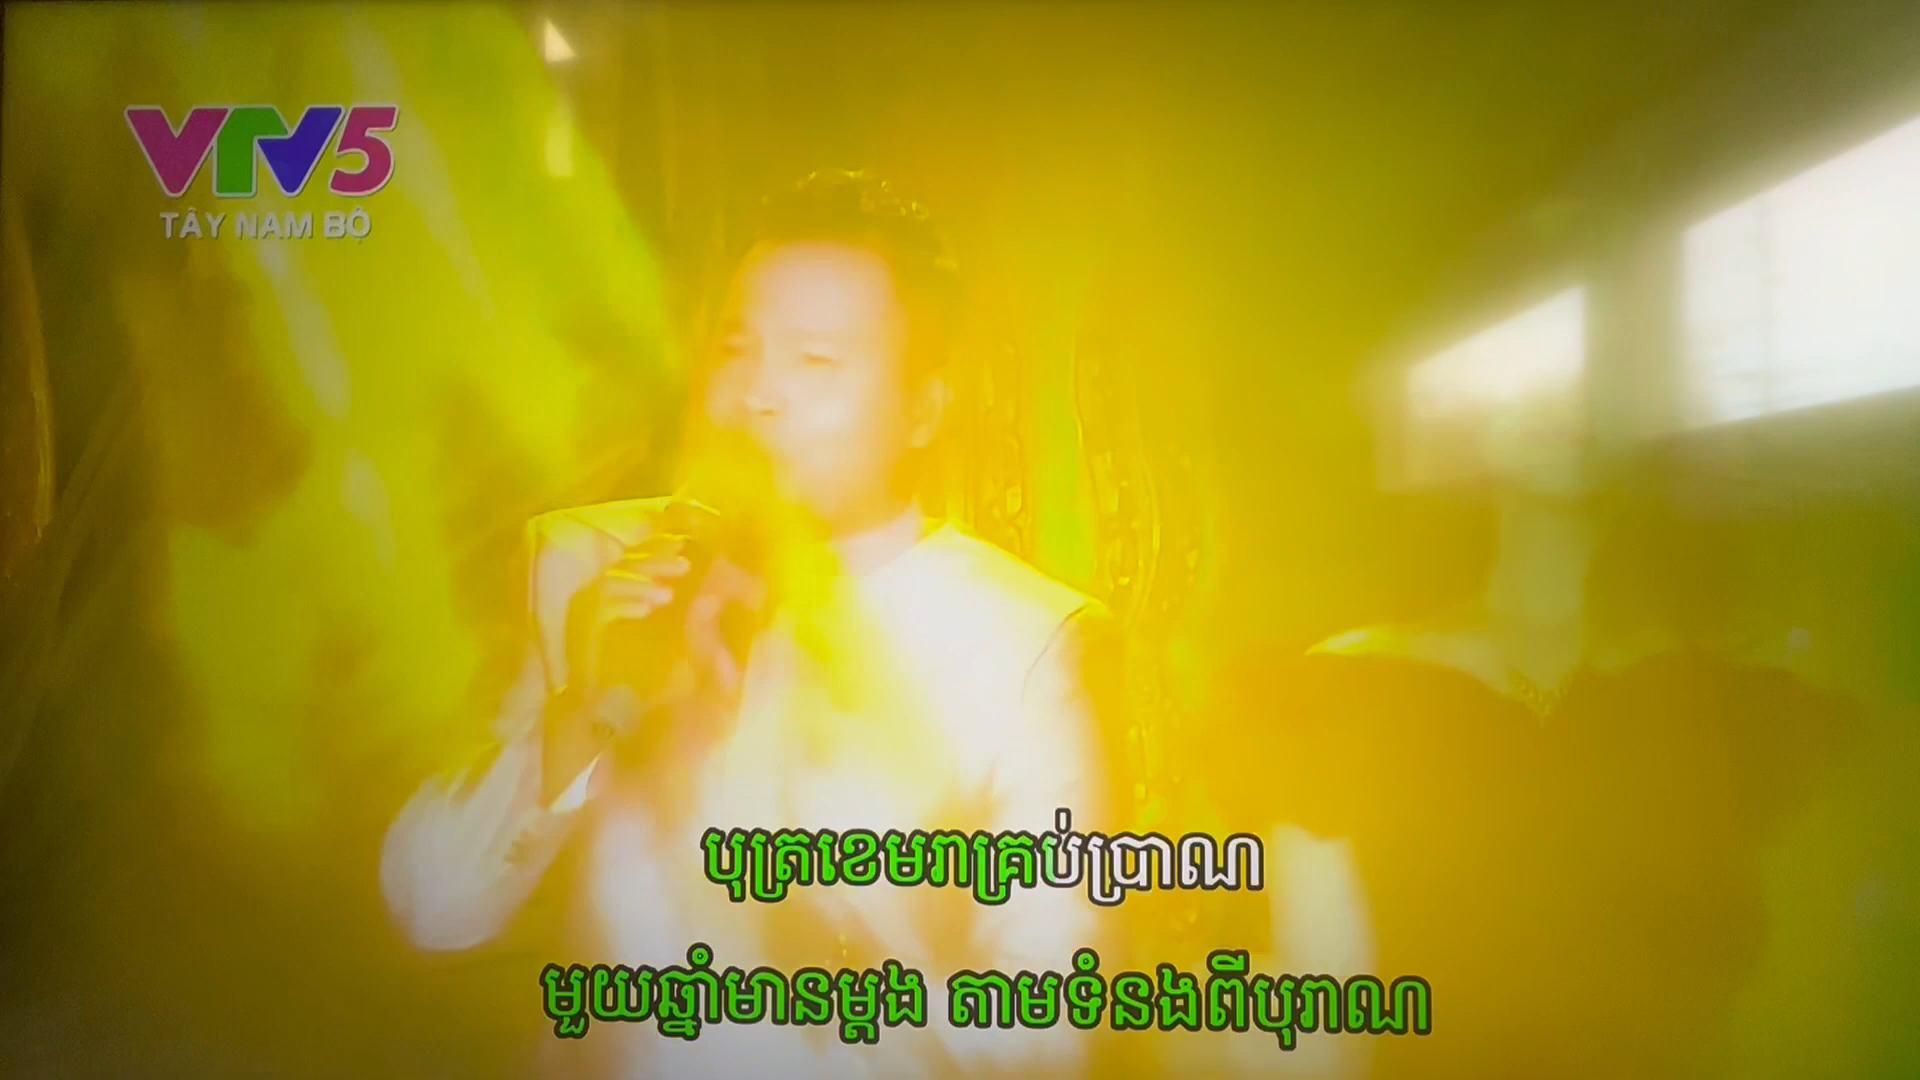 VTV5
TÂY NAM BỘ
បុត្រខេមរាគ្រប់ប្រាណ
មួយឆ្នាំមានម្ដង តាមទំនងពីបុរាណ